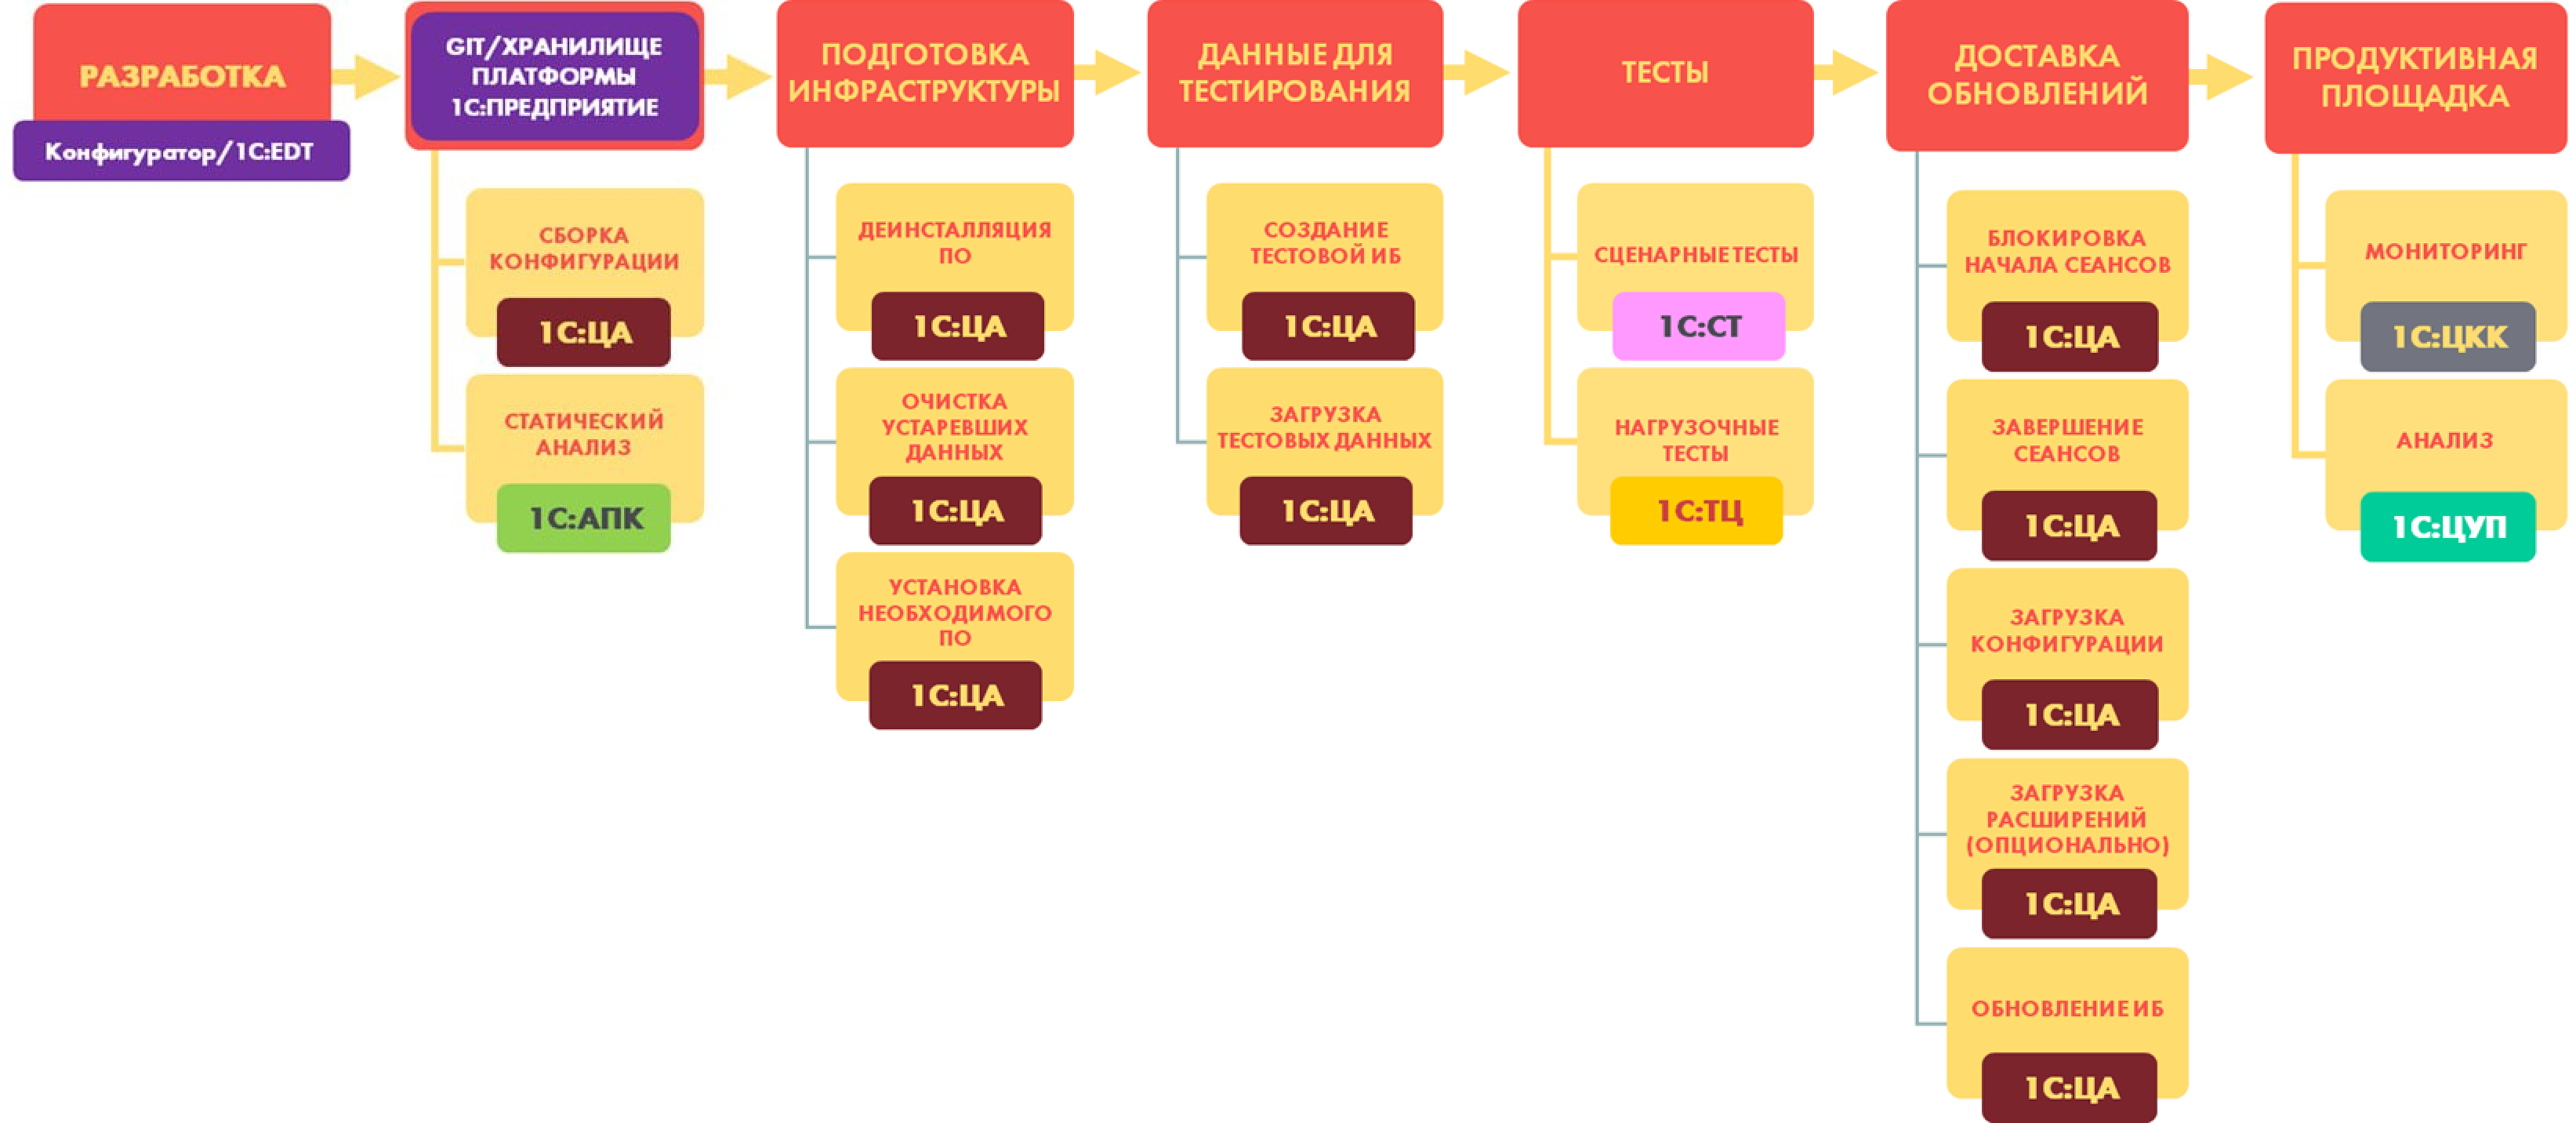 РАЗРАБОТКА
Конфигуратор/1С:EDT
GIT/ХРАНИЛИЩЕ
ПЛАТФОРМЫ
1С:ПРЕДПРИЯТИЕ
СБОРКА
КОНФИГУРАЦИИ
1С:ЦА
СТАТИЧЕСКИЙ
АНАЛИЗ
1С:АПК
ПОДГОТОВКА
ИНФРАСТРУКТУРЫ
ДЕИНСТАЛЛЯЦИЯ
ПО
1С:ЦА
ОЧИСТКА
УСТАРЕВШИХ
ДАННЫХ
1С:ЦА
УСТАНОВКА
НЕОБХОДИМОГО
ПО
1С:ЦА
ДАННЫЕ ДЛЯ
ТЕСТИРОВАНИЯ
СОЗДАНИЕ
ТЕСТОВОЙ ИБ
1С:ЦА
ЗАГРУЗКА
ТЕСТОВЫХ ДАННЫХ
1С:ЦА
ТЕСТЫ
СЦЕНАРНЫЕ ТЕСТЫ
1С:СТ
НАГРУЗОЧНЫЕ
ТЕСТЫ
1С:ТЦ
ДОСТАВКА
ОБНОВЛЕНИЙ
БЛОКИРОВКА
НАЧАЛА СЕАНСОВ
1С:ЦА
ЗАВЕРШЕНИЕ
СЕАНСОВ
1С:ЦА
ЗАГРУЗКА
КОНФИГУРАЦИИ
1С:ЦА
ЗАГРУЗКА
РАСШИРЕНИЙ
(ОПЦИОНАЛЬНО)
1С:ЦА
ОБНОВЛЕНИЕ ИБ
1С:ЦА
ПРОДУКТИВНАЯ
ПЛОЩАДКА
МОНИТОРИНГ
1С:ЦКК
АНАЛИЗ
1С:ЦУП